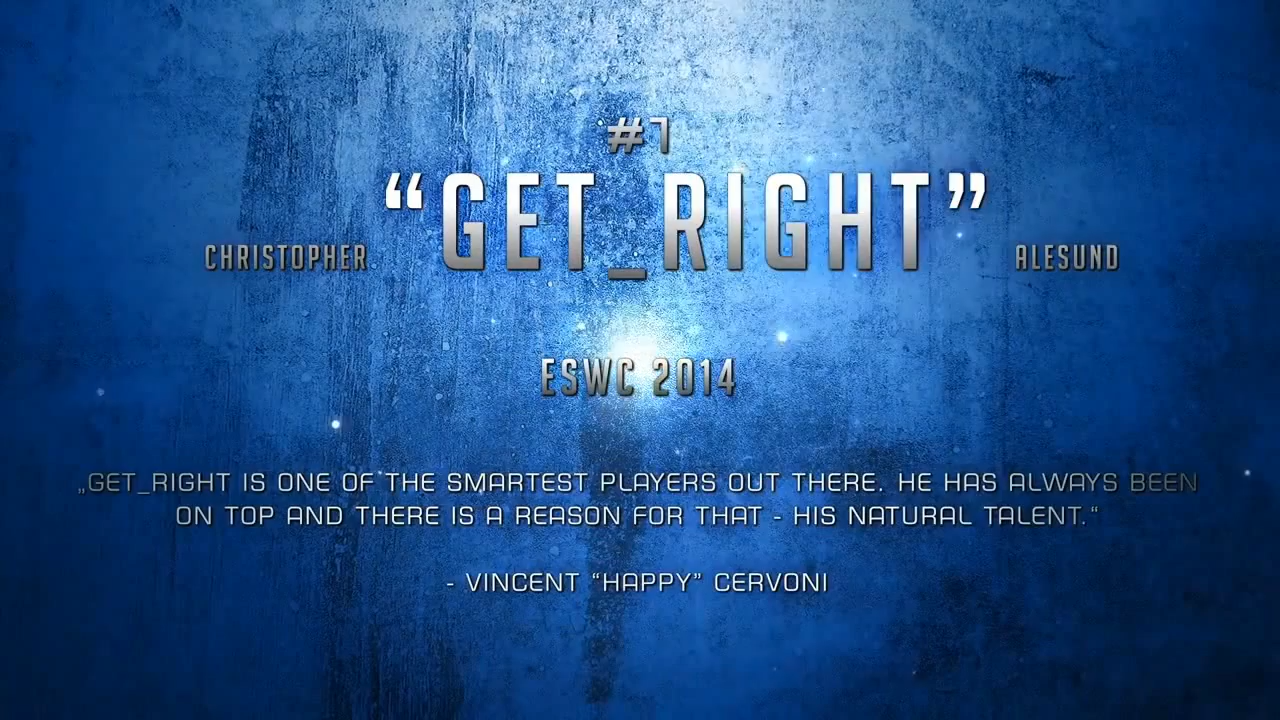 #1
CHRISTOPHER “GET_RIGHT” ALESUND
ESWC 2014
„GET_RIGHT IS ONE OF THE SMARTEST PLAYERS OUT THERE. HE HAS ALWAYS BEEN
ON TOP AND THERE IS A REASON FOR THAT - HIS NATURAL TALENT.“
- VINCENT “HAPPY” CERVONI